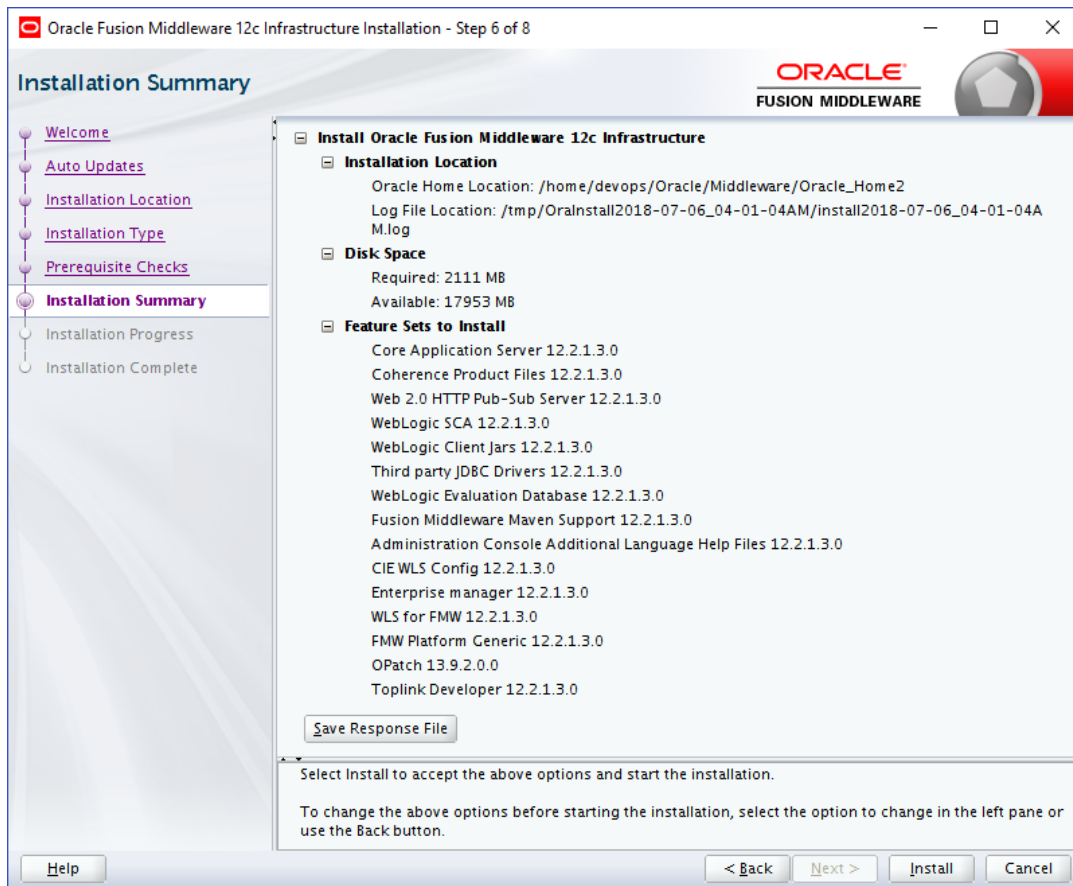 Oracle Fusion Middleware 12c Infrastructure Installation - Step 6 of 8
Installation Summary
ORACLE
FUSION MIDDLEWARE
Welcome
Auto Updates
Installation Location
Installation Type
Prerequisite Checks
Installation Summary
Installation Progress
Installation Complete
Install Oracle Fusion Middleware 12c Infrastructure
Installation Location
Oracle Home Location: /home/devops/Oracle/Middleware/Oracle_Home2
Log File Location: /tmp/OraInstall2018-07-06_04-01-04AM/install2018-07-06_04-01-04A
M.log
Disk Space
Required: 2111 MB
Available: 17953 MB
Feature Sets to Install
Core Application Server 12.2.1.3.0
Coherence Product Files 12.2.1.3.0
Web 2.0 HTTP Pub-Sub Server 12.2.1.3.0
WebLogic SCA 12.2.1.3.0
WebLogic Client Jars 12.2.1.3.0
Third party JDBC Drivers 12.2.1.3.0
WebLogic Evaluation Database 12.2.1.3.0
Fusion Middleware Maven Support 12.2.1.3.0
Administration Console Additional Language Help Files 12.2.1.3.0
CIE WLS Config 12.2.1.3.0
Enterprise manager 12.2.1.3.0
WLS for FMW 12.2.1.3.0
FMW Platform Generic 12.2.1.3.0
OPatch 13.9.2.0.0
Toplink Developer 12.2.1.3.0
Save Response File
Select Install to accept the above options and start the installation.
To change the above options before starting the installation, select the option to change in the left pane or
use the Back button.
Help
< Back
Next >
Install
Cancel